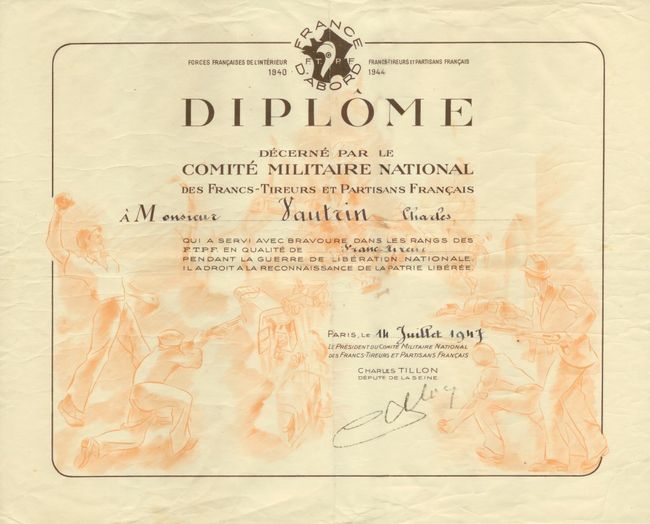 FRANCE D'ABORD
F.T.P.F
FORCES FRANÇAISES DE L'INTÉRIEUR FRANCS-TIREURS ET PARTISANS FRANÇAIS
1940 1944
DIPLÔME
DÉCERNÉ PAR LE
COMITÉ MILITAIRE NATIONAL
DES FRANCS-TIREURS ET PARTISANS FRANÇAIS
À Monsieur Vautrin Charles
QUI A SERVI AVEC BRAVOURE DANS LES RANGS DES
F.T.P.F. EN QUALITÉ DE Franc-tireur
PENDANT LA GUERRE DE LIBÉRATION NATIONALE.
IL A DROIT A LA RECONNAISSANCE DE LA PATRIE LIBÉRÉE.
PARIS, LE 14 Juillet 1947
LE PRÉSIDENT DU COMITÉ MILITAIRE NATIONAL
DES FRANCS-TIREURS ET PARTISANS FRANÇAIS
CHARLES TILLON
DÉPUTÉ DE LA SEINE